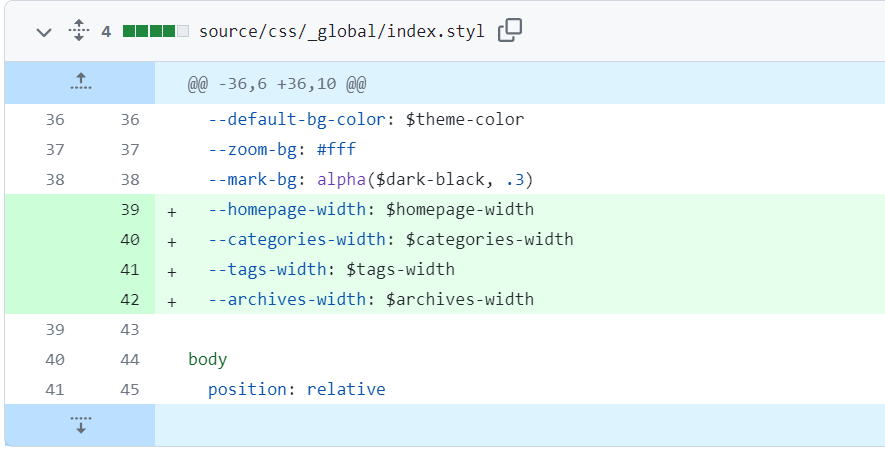 4 source/css/_global/index.styl
@@ -36,6 +36,10 @@
36 36 --default-bg-color: $theme-color
37 37 --zoom-bg: #fff
38 38 --mark-bg: alpha($dark-black, .3)
39 + --homepage-width: $homepage-width
40 + --categories-width: $categories-width
41 + --tags-width: $tags-width
42 + --archives-width: $archives-width
39 43
40 44 body
41 45 position: relative